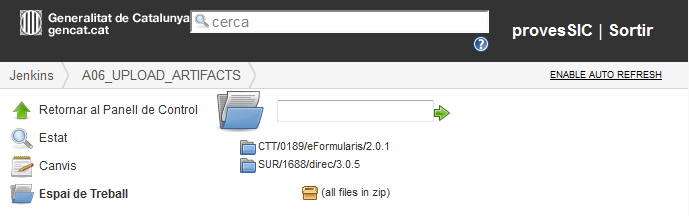 Generalitat de Catalunya
gencat.cat
cerca
?
provesSIC | Sortir
Jenkins
A06_UPLOAD_ARTIFACTS
ENABLE AUTO REFRESH
Retornar al Panell de Control
Estat
Canvis
Espai de Treball
CTT/0189/eFormularis/2.0.1
SUR/1688/direc/3.0.5
(all files in zip)